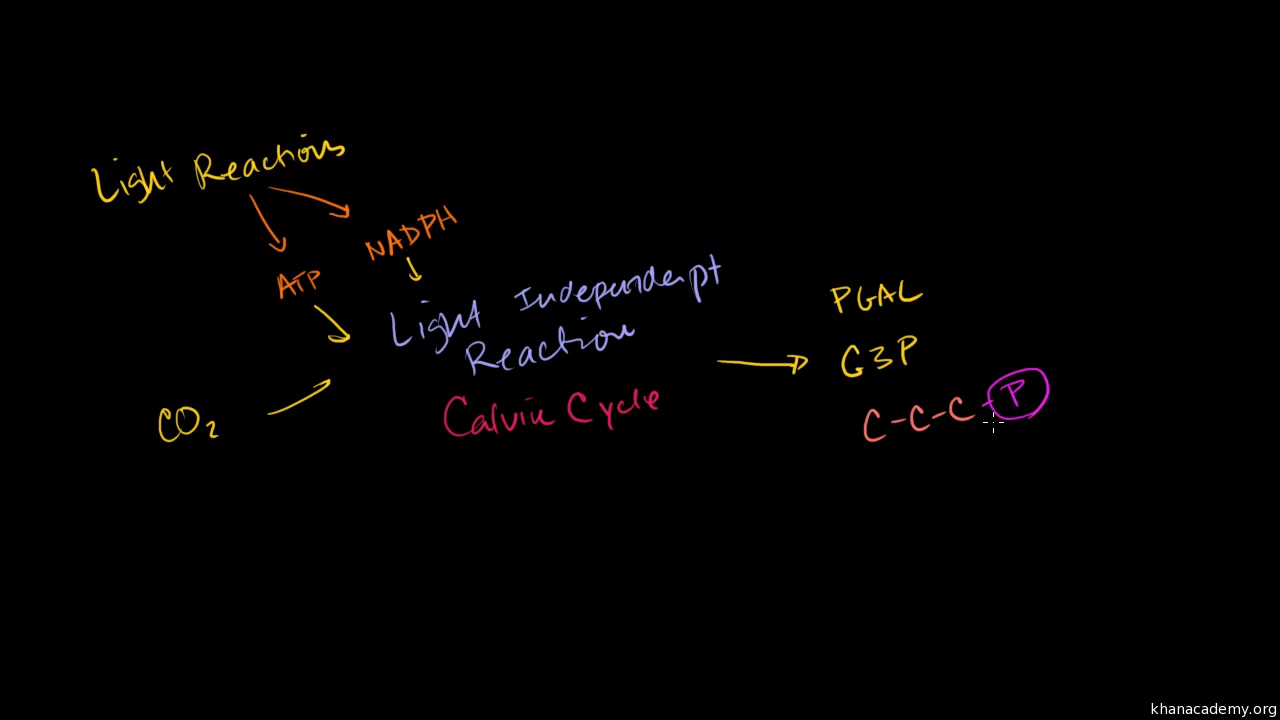 Light Reactions
ATP
NADPH
Light Independent
Reaction
Calvin Cycle
CO2
PGAL
G3P
C-C-C-P
khanacademy.org